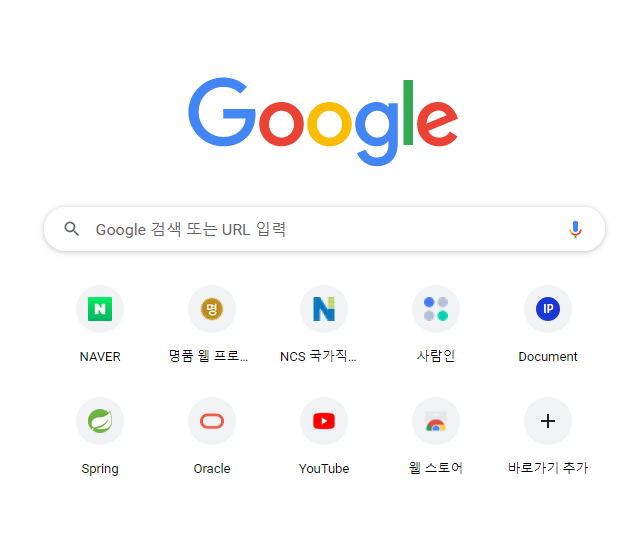 Google
Google 검색 또는 URL 입력
N
명
N
IP
NAVER
명품 웹 프로...
NCS 국가직...
사람인
Document
Spring
Oracle
YouTube
웹 스토어
바로가기 추가